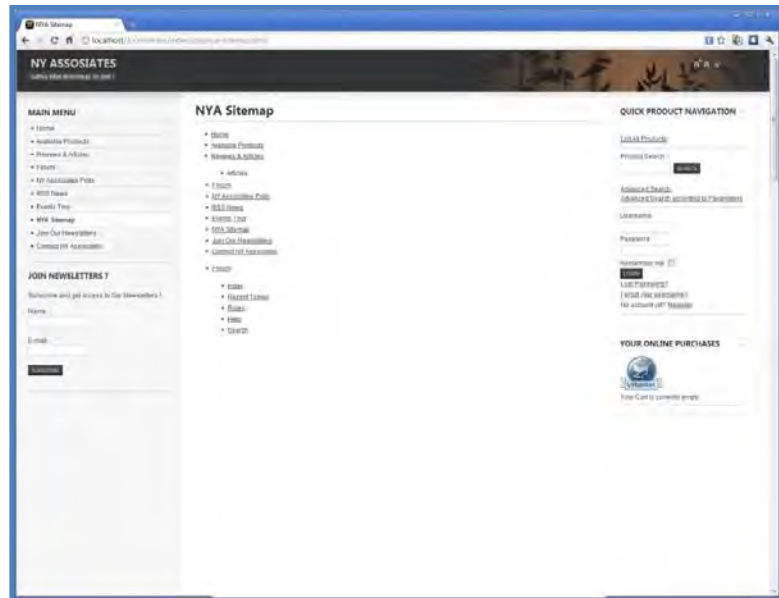 NYA Sitemap
localhost
NY ASSOSIATES
MAIN MENU
Home
Available Products
Reviews & Articles
Forum
NY Associates Polls
RSS News
Events Tour
NYA Sitemap
Join Our Newsletters
Contact NY Associates
JOIN NEWSLETTERS ?
Subscribe and get access to Our Newsletters !
Name
E-mail
Subscribe
NYA Sitemap
Home
Available Products
Reviews & Articles
Articles
Forum
NY Associates Polls
RSS News
Events Tour
NYA Sitemap
Join Our Newsletters
Contact NY Associates
Forum
Index
Recent Topics
Rules
Help
Search
QUICK PRODUCT NAVIGATION
List All Products
Product Search
Search
Advanced Search
Advanced Search according to Parameters
Username
Password
Remember me
Login
Lost Password?
Forgot your username?
No account yet? Register
YOUR ONLINE PURCHASES
Your Cart is currently empty.